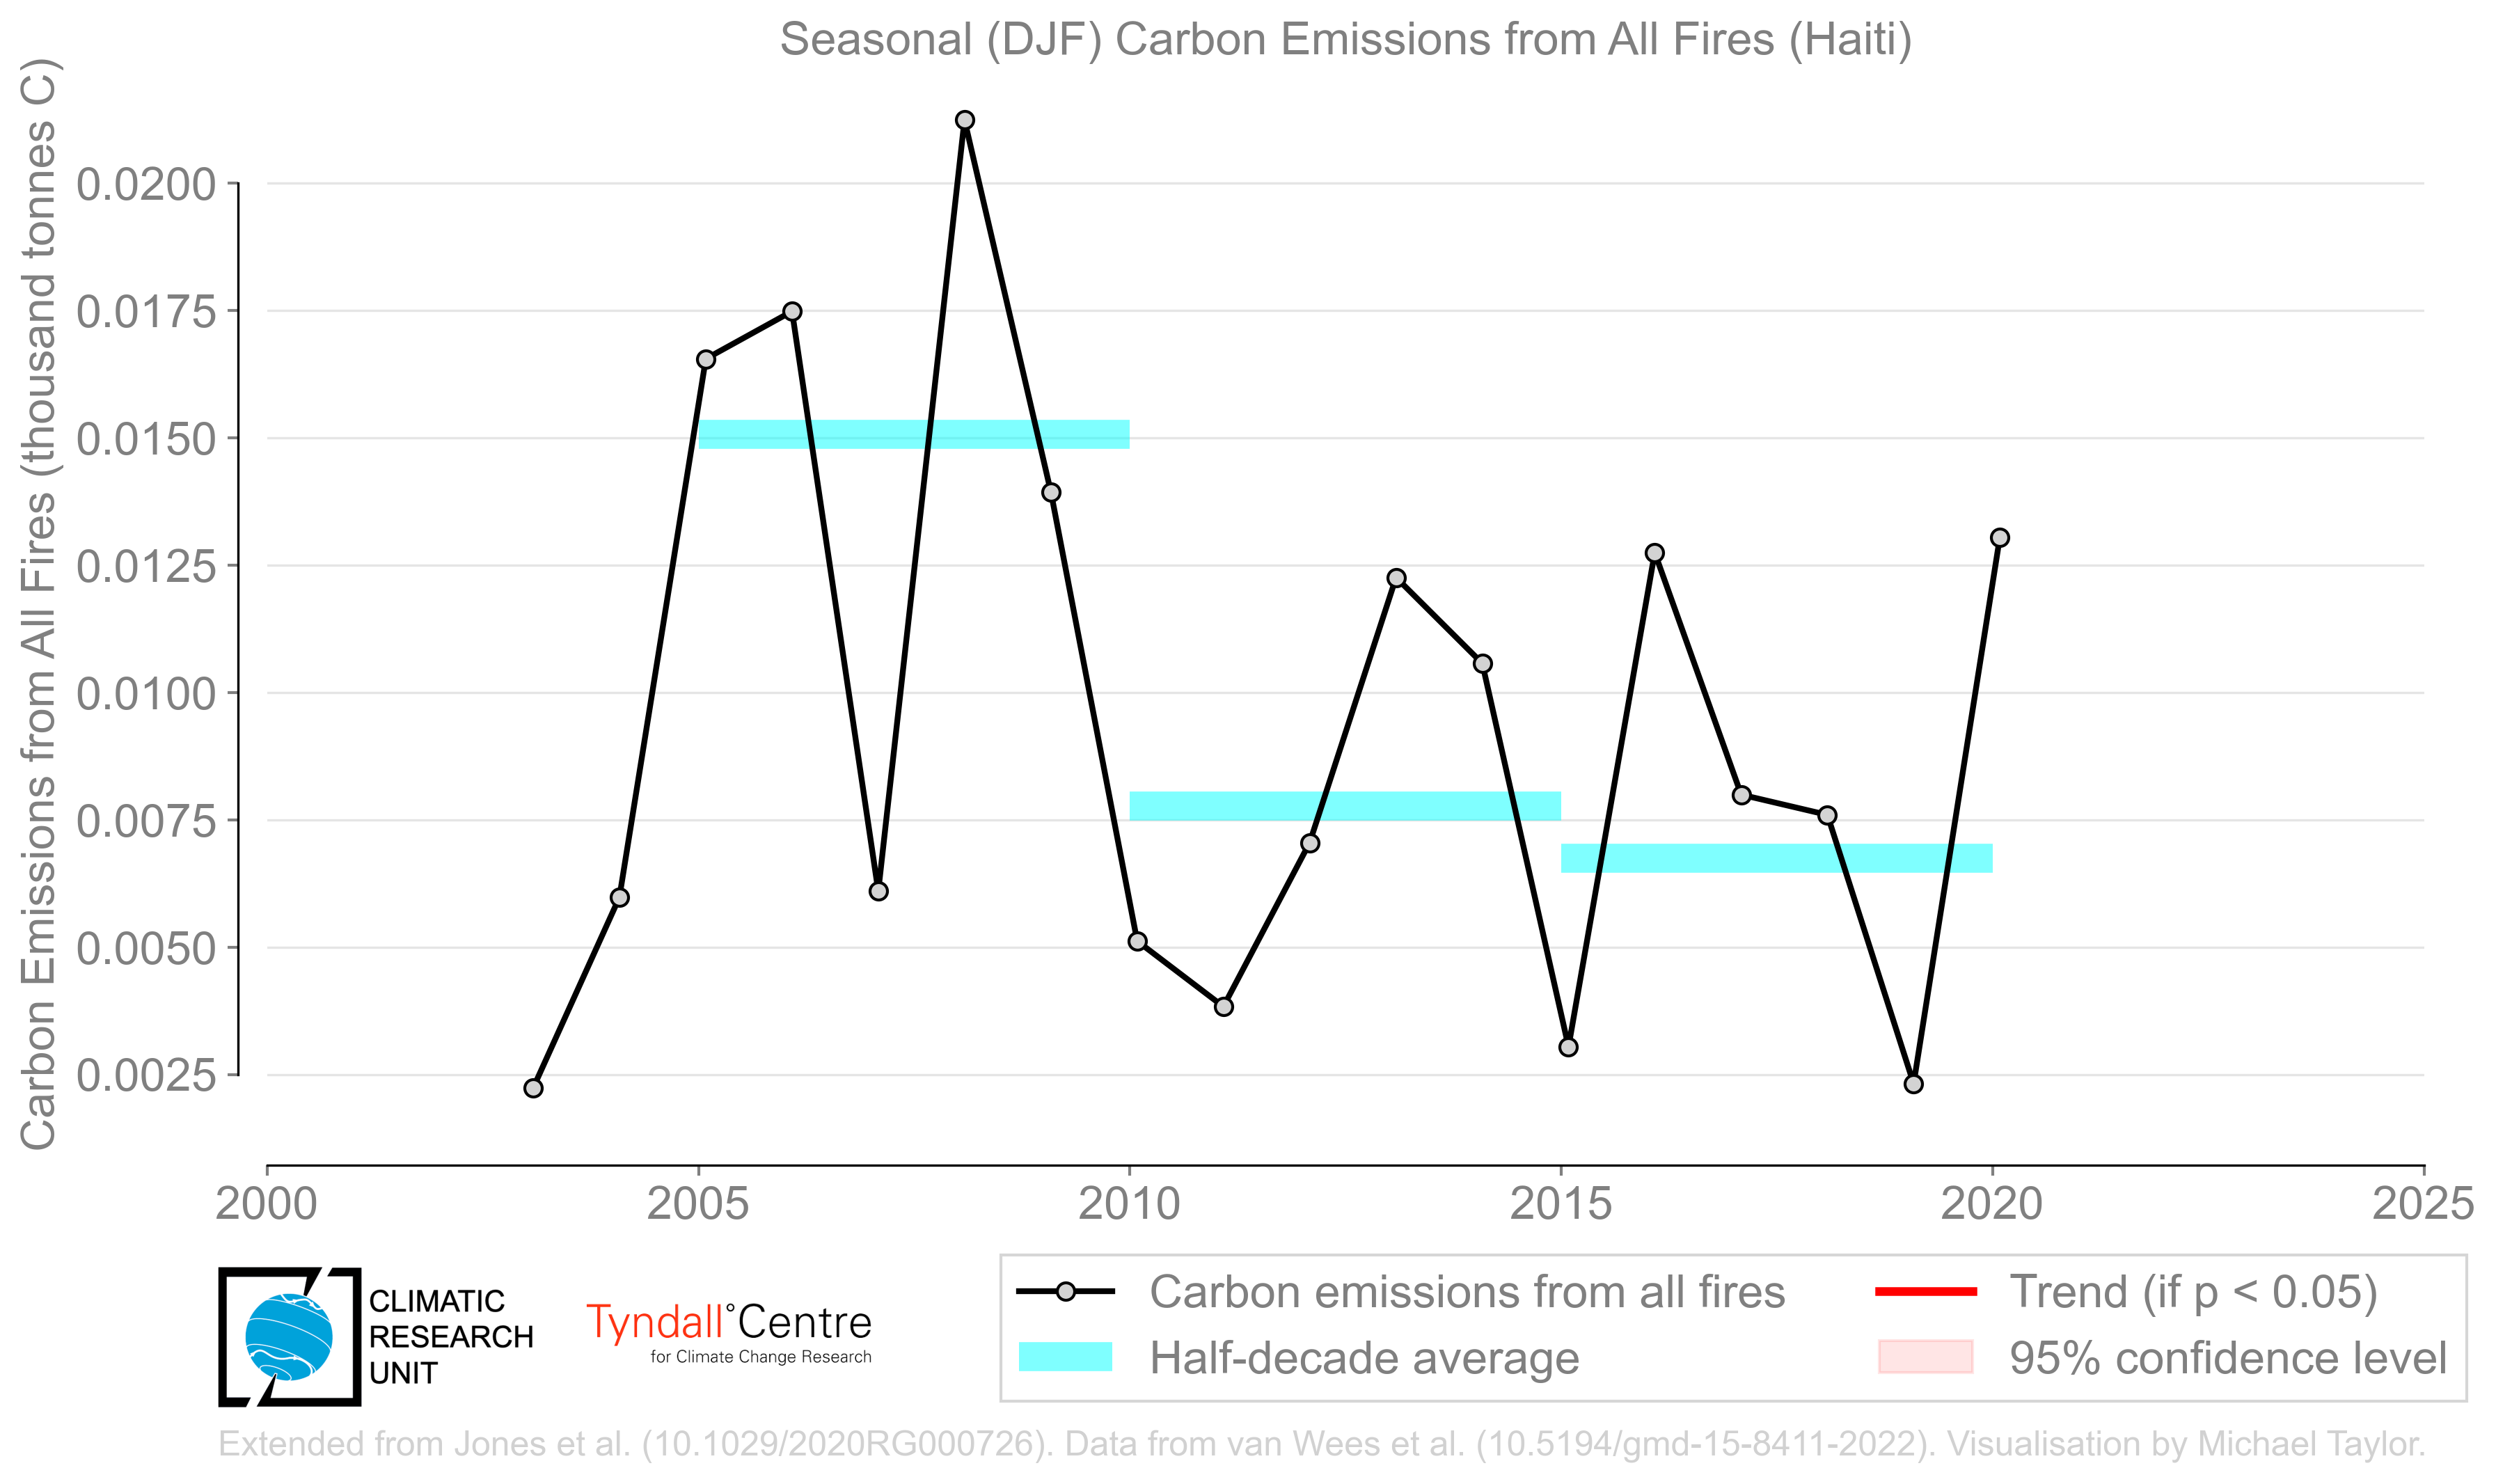 Seasonal (DJF) Carbon Emissions from All Fires (Haiti)
Carbon Emissions from All Fires (thousand tonnes C)
0.0200
0.0175
0.0150
0.0125
0.0100
0.0075
0.0050
0.0025
2000 2005 2010 2015 2020 2025
CLIMATIC
RESEARCH
UNIT
Tyndall°Centre
for Climate Change Research
Carbon emissions from all fires
Half-decade average
Trend (if p < 0.05)
95% confidence level
Extended from Jones et al. (10.1029/2020RG000726). Data from van Wees et al. (10.5194/gmd-15-8411-2022). Visualisation by Michael Taylor.